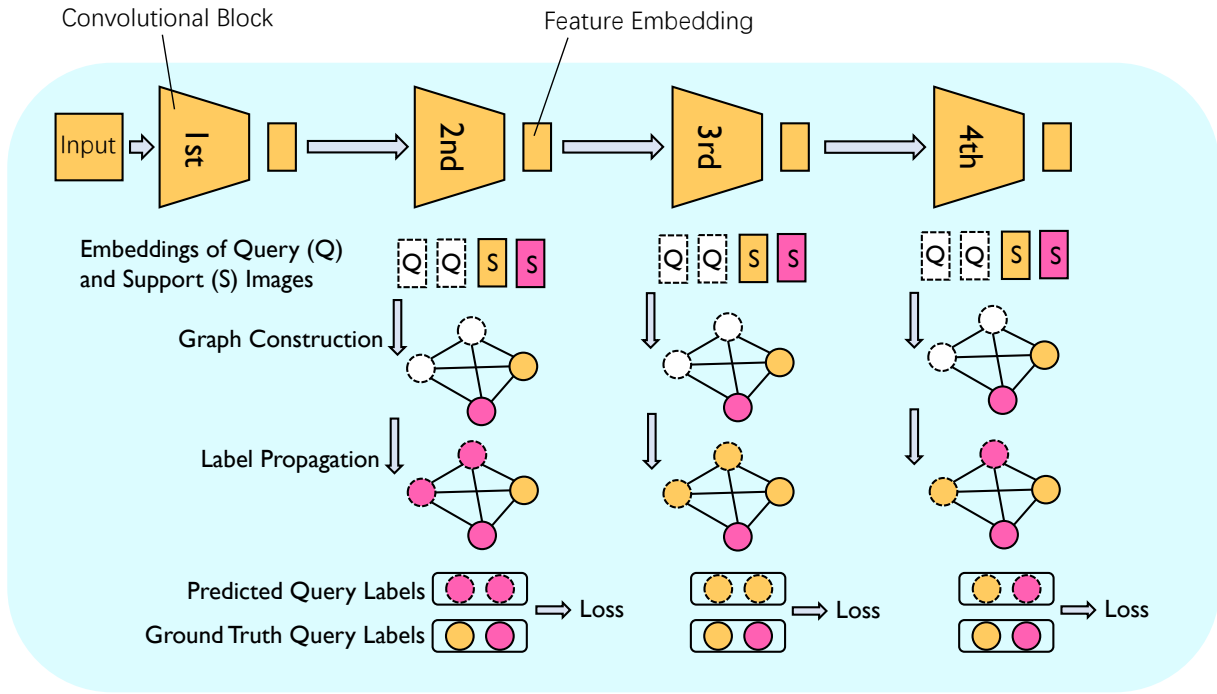 Convolutional Block
Feature Embedding
Input
1st
2nd
3rd
4th
Embeddings of Query (Q)
and Support (S) Images
Q Q S S
Q Q S S
Q Q S S
Graph Construction
Label Propagation
Predicted Query Labels
Ground Truth Query Labels
Loss
Loss
Loss